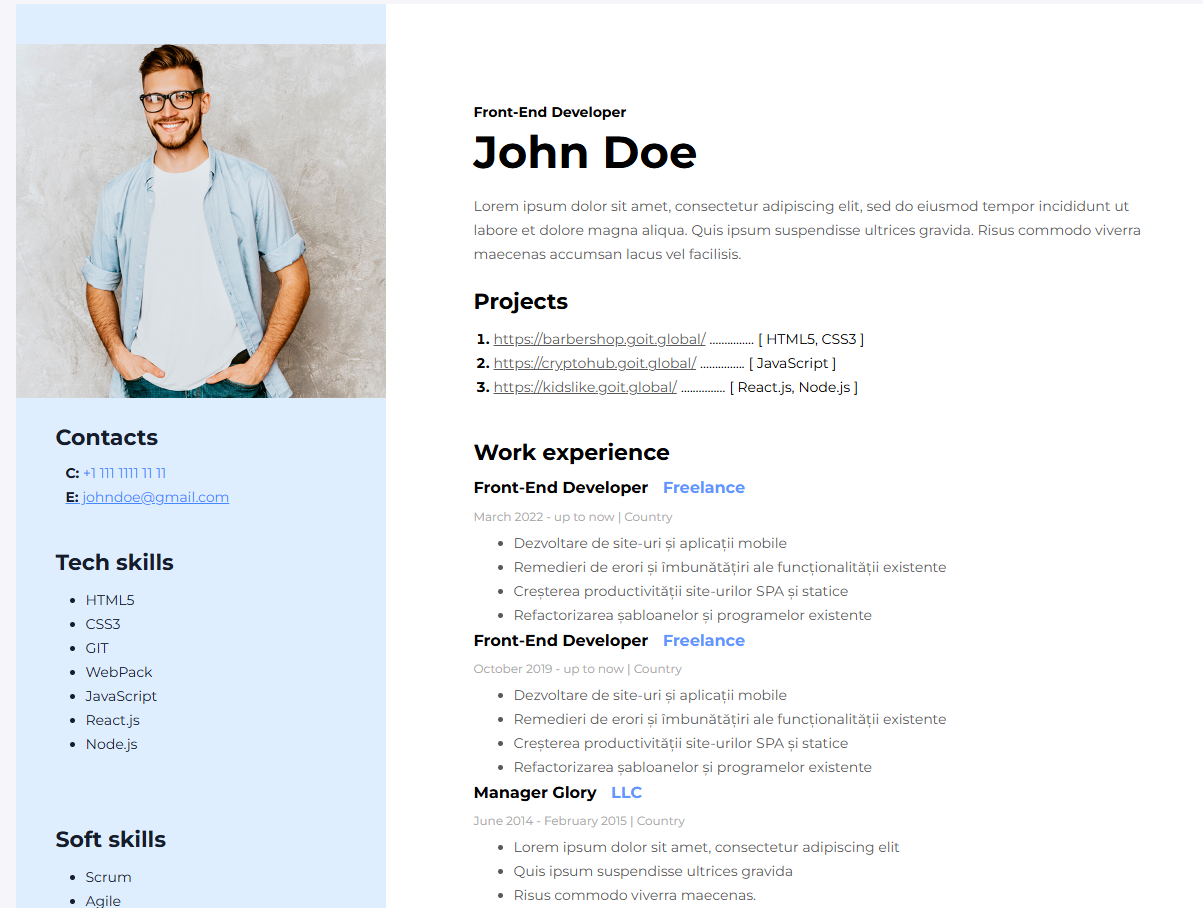 Contacts
C: +1 111 1111 11 11
E: johndoe@gmail.com
Tech skills
• HTML5
• CSS3
• GIT
• WebPack
• JavaScript
• React.js
• Node.js
Soft skills
• Scrum
• Agile
Front-End Developer
John Doe
Lorem ipsum dolor sit amet, consectetur adipiscing elit, sed do eiusmod tempor incididunt ut
labore et dolore magna aliqua. Quis ipsum suspendisse ultrices gravida. Risus commodo viverra
maecenas accumsan lacus vel facilisis.
Projects
1. https://barbershop.goit.global/ ............... [ HTML5, CSS3 ]
2. https://cryptohub.goit.global/ ............... [ JavaScript ]
3. https://kidslike.goit.global/ ............... [ React.js, Node.js ]
Work experience
Front-End Developer Freelance
March 2022 - up to now | Country
• Dezvoltare de site-uri și aplicații mobile
• Remedieri de erori și îmbunătățiri ale funcționalității existente
• Creșterea productivității site-urilor SPA și statice
• Refactorizarea șabloanelor și programelor existente
Front-End Developer Freelance
October 2019 - up to now | Country
• Dezvoltare de site-uri și aplicații mobile
• Remedieri de erori și îmbunătățiri ale funcționalității existente
• Creșterea productivității site-urilor SPA și statice
• Refactorizarea șabloanelor și programelor existente
Manager Glory LLC
June 2014 - February 2015 | Country
• Lorem ipsum dolor sit amet, consectetur adipiscing elit
• Quis ipsum suspendisse ultrices gravida
• Risus commodo viverra maecenas.